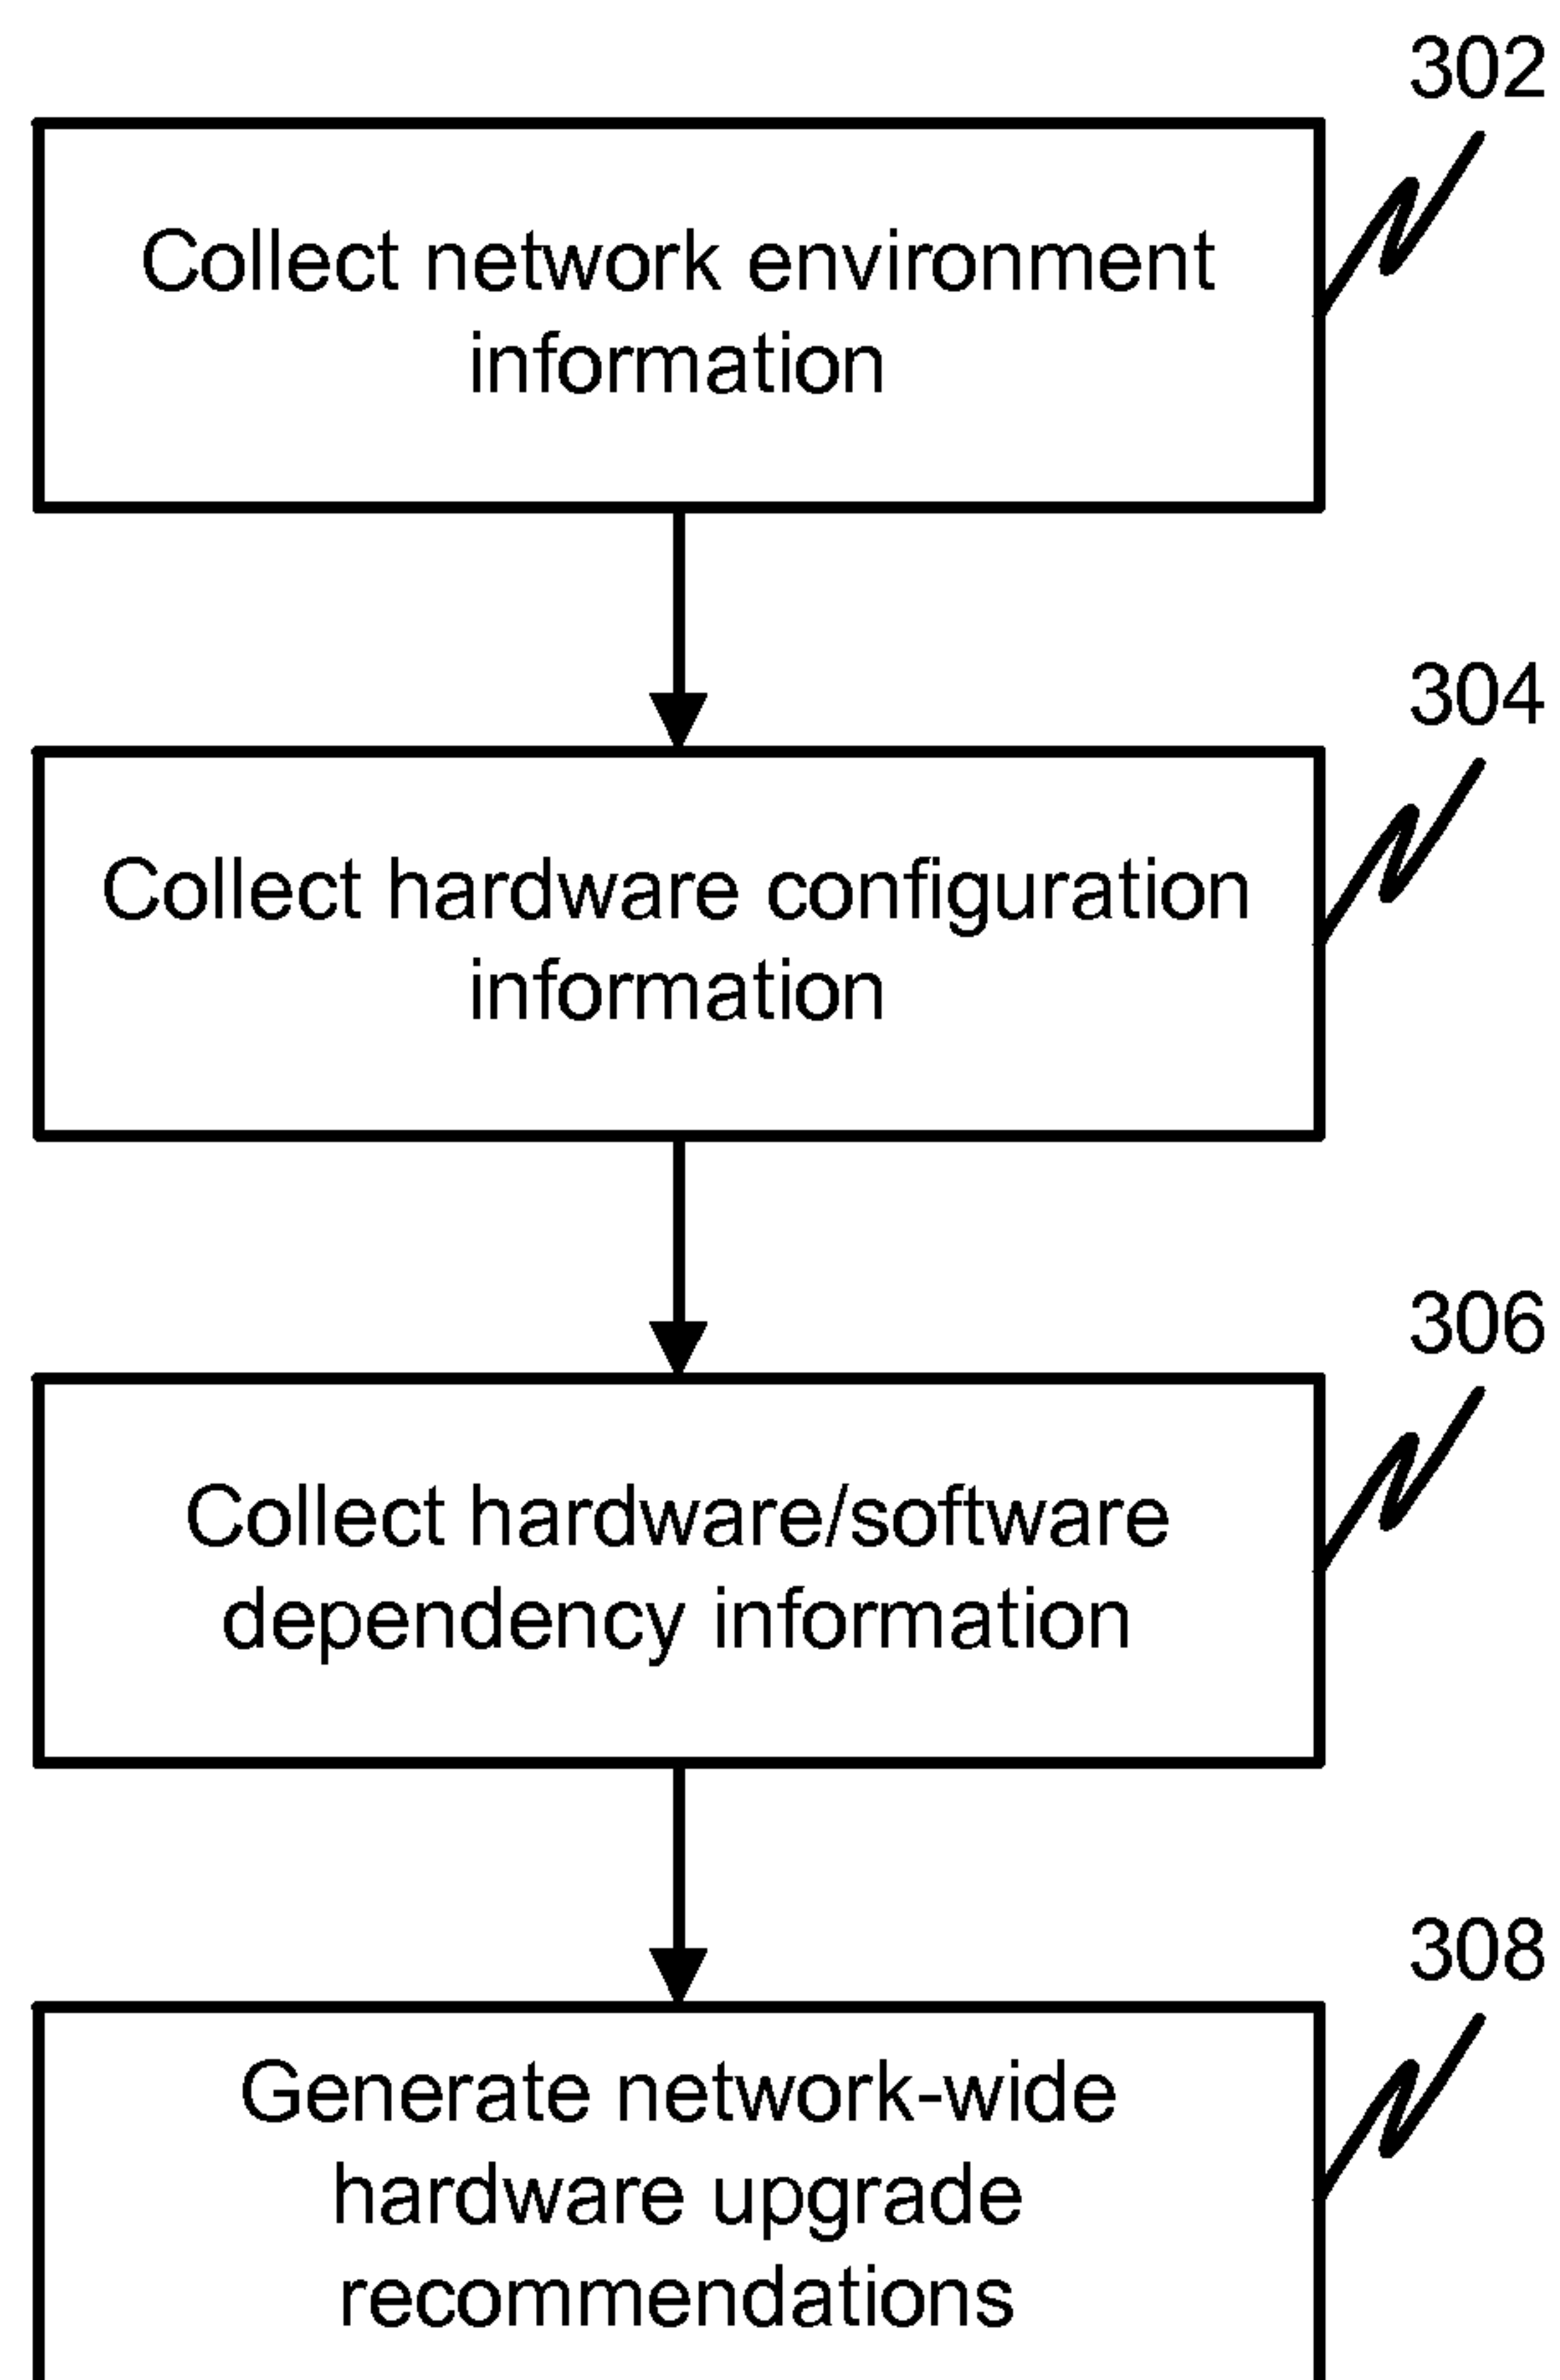 302
Collect network environment
information
304
Collect hardware configuration
information
306
Collect hardware/software
dependency information
308
Generate network-wide
hardware upgrade
recommendations